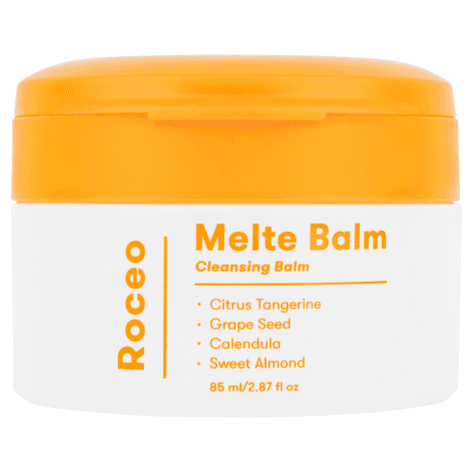 Roceo
Melte Balm
Cleansing Balm
· Citrus Tangerine
· Grape Seed
· Calendula
· Sweet Almond
85 ml/2.87 fl oz